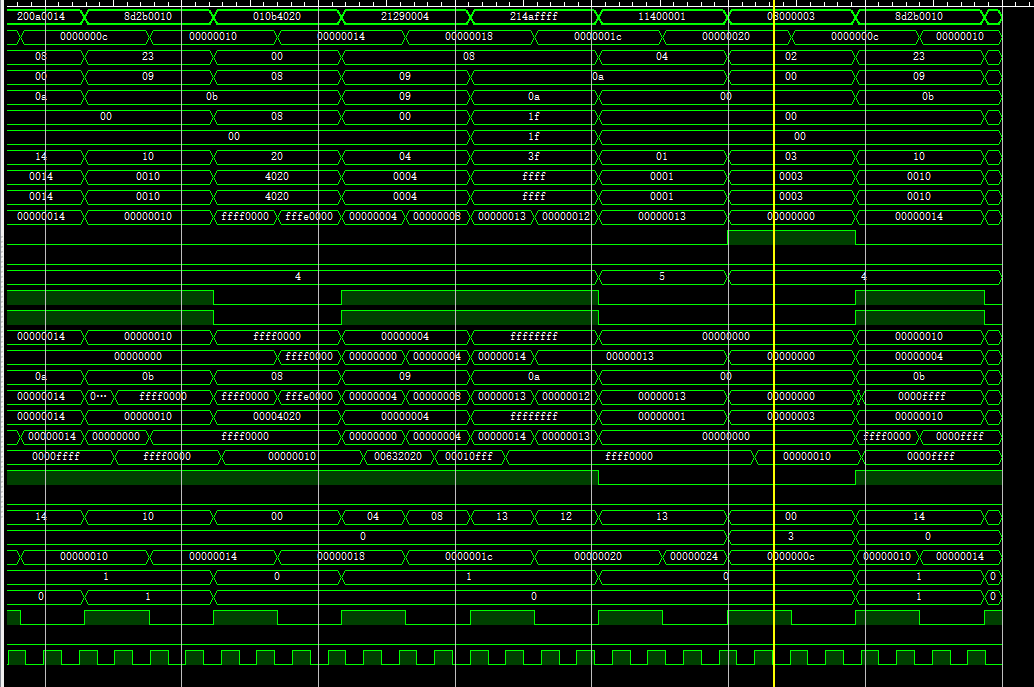 200a0014 8d2b0010 010b4020 21290004 214affff 11400001 08000003 8d2b0010
0000000c 00000010 00000014 00000018 0000001c 00000020 0000000c 00000010
08 23 00 08 04 02 23
00 09 08 09 0a 00 09
0a 0b 09 0a 00 0b
00 08 00 1f 00
00 1f 00
14 10 20 04 3f 01 03 10
0014 0010 4020 0004 ffff 0001 0003 0010
0014 0010 4020 0004 ffff 0001 0003 0010
00000014 00000010 ffff0000 fffe0000 00000004 00000008 00000013 00000012 00000013 00000000 00000014
4 5 4
00000014 00000010 ffff0000 00000004 ffffffff 00000000 00000010
00000000 ffff0000 00000000 00000004 00000014 00000013 00000000 00000004
0a 0b 08 09 0a 00 0b
00000014 0··· ffff0000 ffff0000 fffe0000 00000004 00000008 00000013 00000012 00000013 00000000 0000ffff
00000014 00000010 00004020 00000004 ffffffff 00000001 00000003 00000010
00000014 00000000 ffff0000 00000000 00000004 00000014 00000013 00000000 ffff0000 0000ffff
0000ffff ffff0000 00000010 00632020 00010fff ffff0000 00000010 0000ffff
14 10 00 04 08 13 12 13 00 14
0 3 0
00000010 00000014 00000018 0000001c 00000020 00000024 0000000c 00000010 00000014
1 0 1 0 1 0
0 1 0 1 0